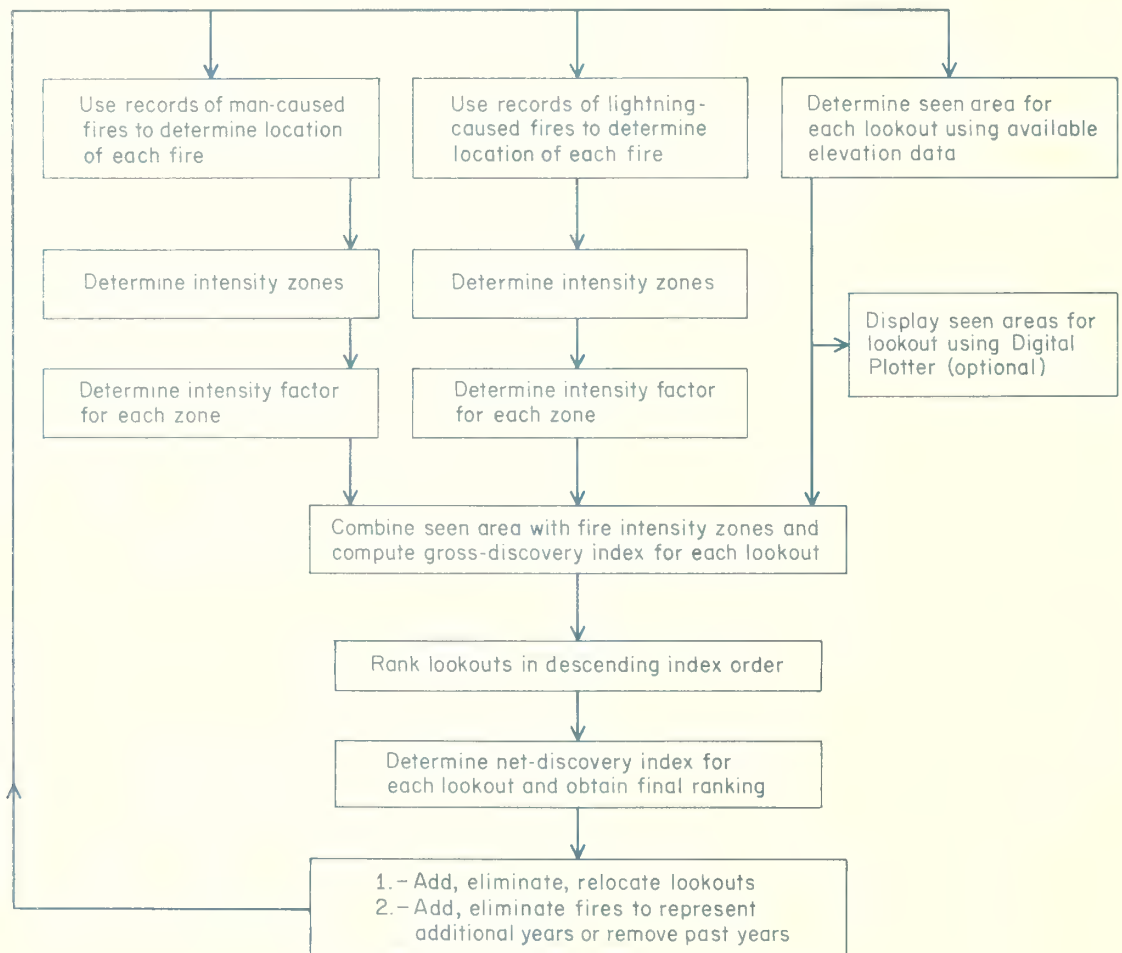 Use records of man-caused
fires to determine location
of each fire
Use records of lightning-
caused fires to determine
location of each fire
Determine seen area for
each lookout using available
elevation data
Determine intensity zones
Determine intensity zones
Display seen areas for
lookout using Digital
Plotter (optional)
Determine intensity factor
for each zone
Determine intensity factor
for each zone
Combine seen area with fire intensity zones and
compute gross-discovery index for each lookout
Rank lookouts in descending index order
Determine net-discovery index for
each lookout and obtain final ranking
1.- Add, eliminate, relocate lookouts
2.- Add, eliminate fires to represent
additional years or remove past years